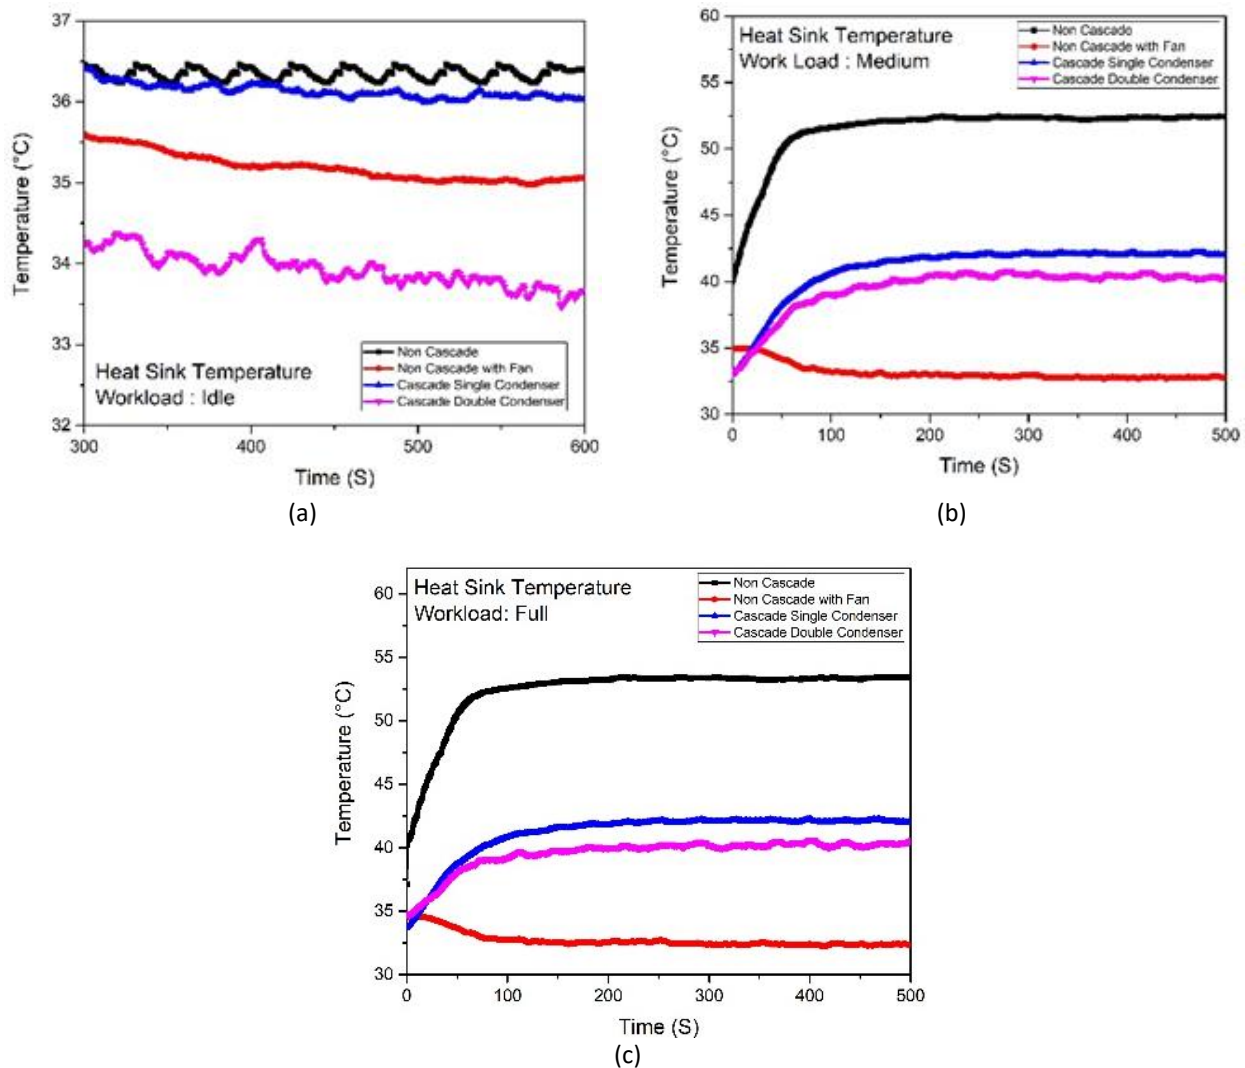 37
36
35
34
33
32
Temperature (°C)
Non Cascade
Non Cascade with Fan
Cascade Single Condenser
Cascade Double Condenser
Heat Sink Temperature
Workload : Idle
300
400
500
600
Time (S)
(a)
Heat Sink Temperature
Work Load : Medium
Non Cascade
Non Cascade with Fan
Cascade Single Condenser
Cascade Double Condenser
60
55
50
45
40
35
30
Temperature (°C)
0
100
200
300
400
500
Time (S)
(b)
Heat Sink Temperature
Workload: Full
Non Cascade
Non Cascade with Fan
Cascade Single Condenser
Cascade Double Condenser
60
55
50
45
40
35
30
Temperature (°C)
0
100
200
300
400
500
Time (S)
(c)